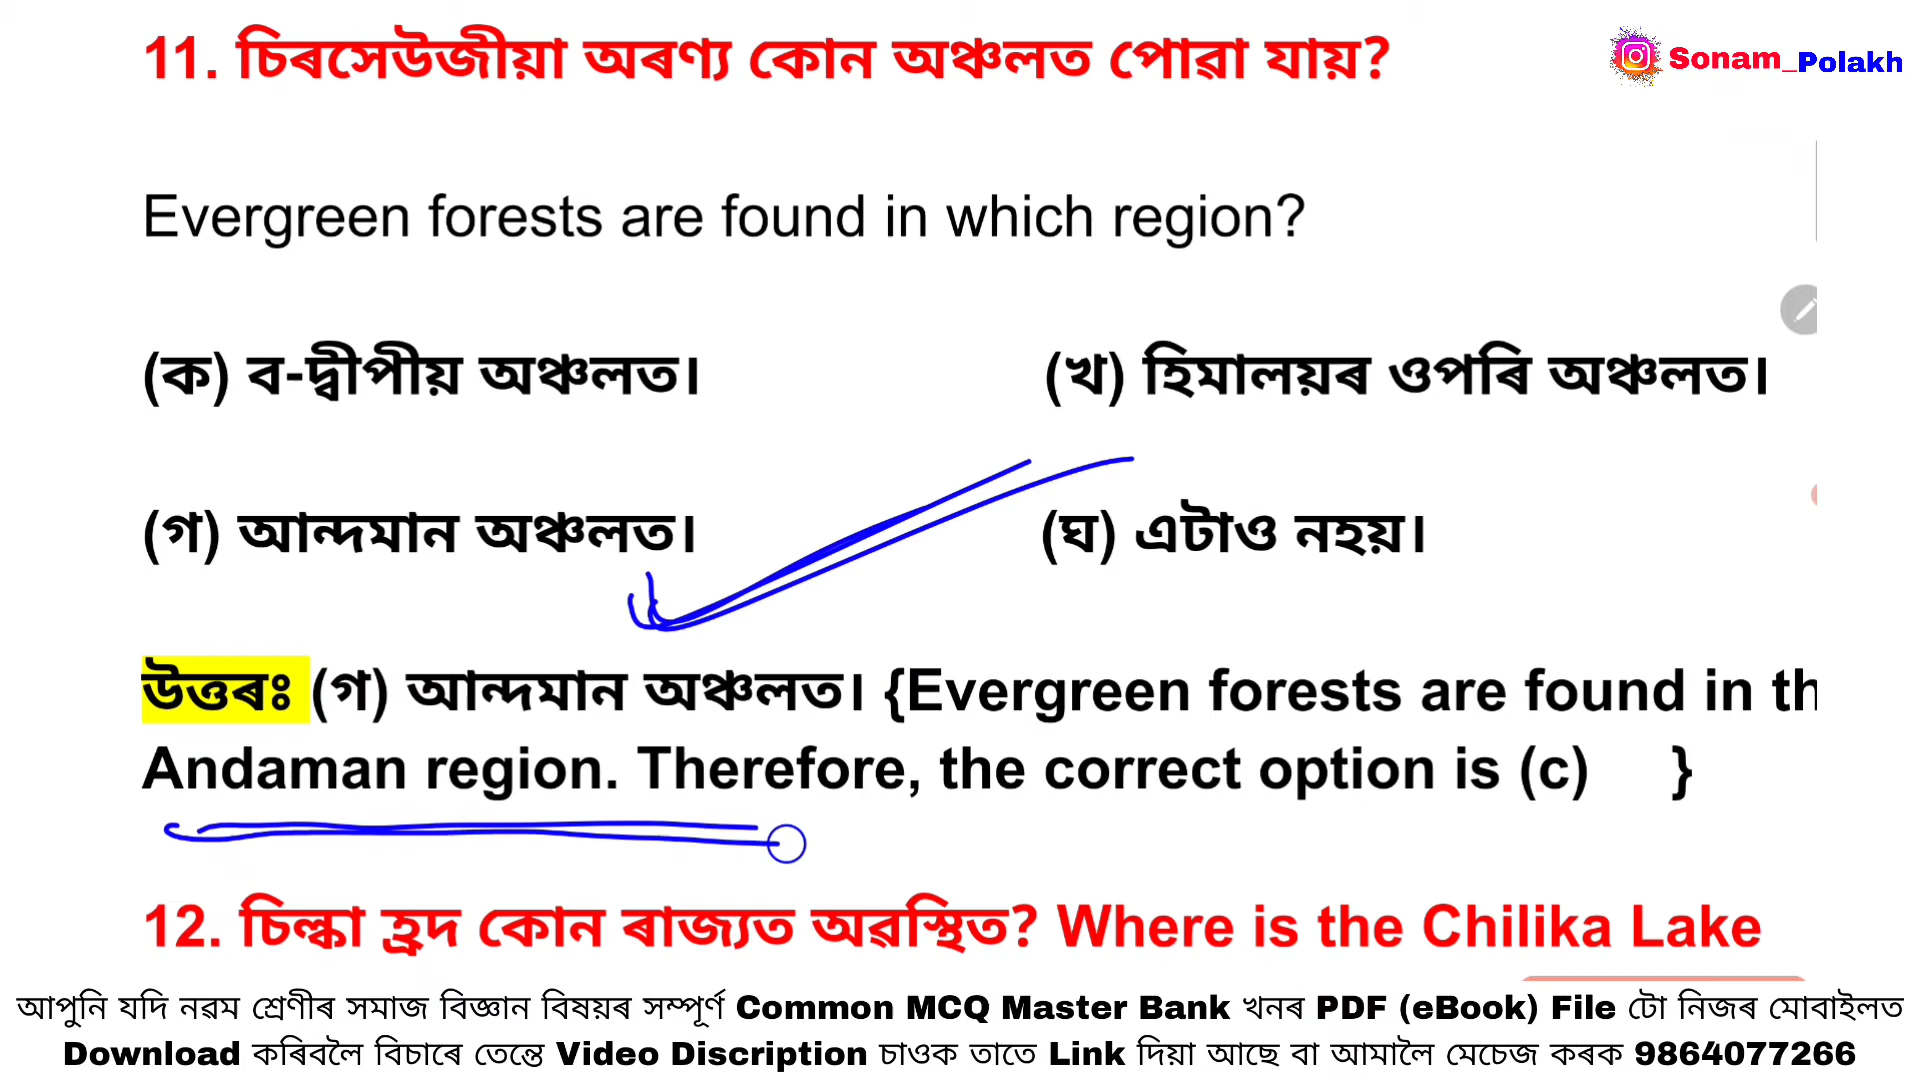 11. চিৰসেউজীয়া অৰণ্য কোন অঞ্চলত পোৱা যায়?
Sonam_Polakh
Evergreen forests are found in which region?
(ক) ব-দ্বীপীয় অঞ্চলত। (খ) হিমালয়ৰ ওপৰি অঞ্চলত।
(গ) আন্দমান অঞ্চলত। (ঘ) এটাও নহয়।
উত্তৰঃ (গ) আন্দমান অঞ্চলত। {Evergreen forests are found in th
Andaman region. Therefore, the correct option is (c) }
12. চিল্কা হ্ৰদ কোন ৰাজ্যত অৱস্থিত? Where is the Chilika Lake
আপুনি যদি নৱম শ্ৰেণীৰ সমাজ বিজ্ঞান বিষয়ৰ সম্পূৰ্ণ Common MCQ Master Bank খনৰ PDF (eBook) File টো নিজৰ মোবাইলত
Download কৰিবলৈ বিচাৰে তেন্তে Video Discription চাওক তাতে Link দিয়া আছে বা আমালৈ মেচেজ কৰক 9864077266